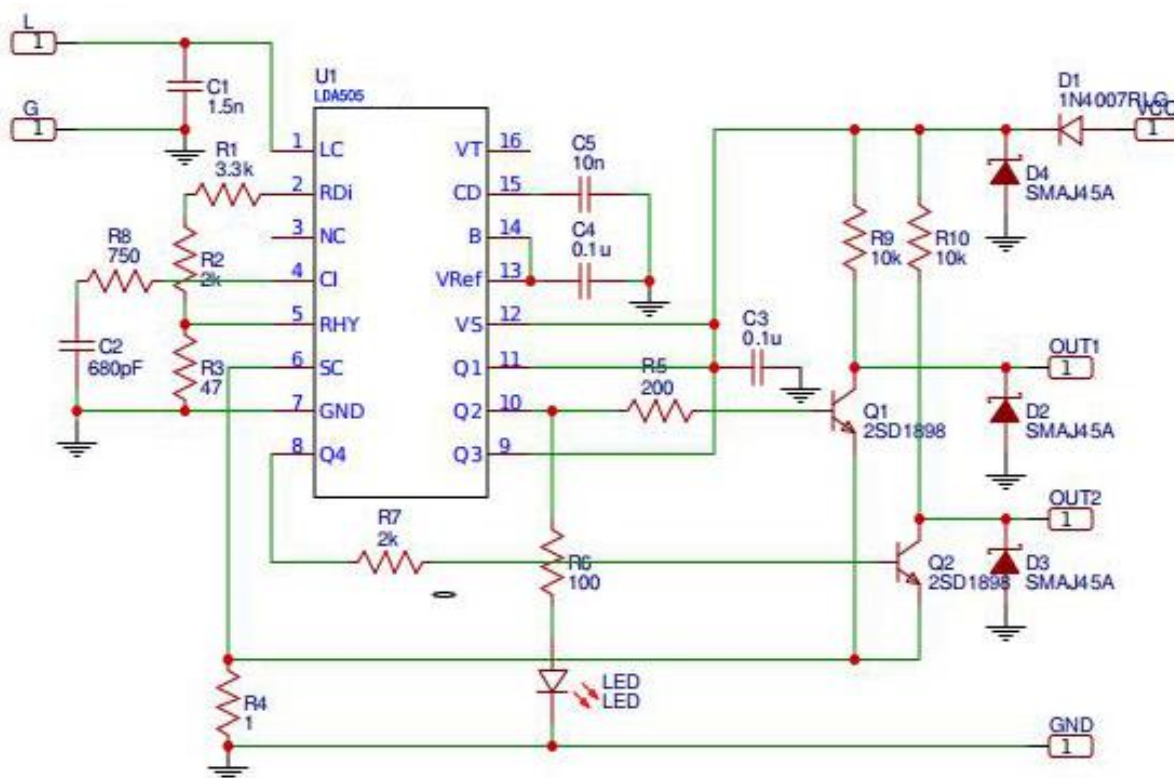 L
1
C1
1.5n
G
1
U1
LDA505
R1
3.3k
R8
750
R2
2k
C2
680pF
R3
47
1 LC
2 RDi
3 NC
4 CI
5 RHY
6 SC
7 GND
8 Q4
VT 16
CD 15
B 14
VRef 13
VS 12
Q1 11
Q2 10
Q3 9
C5
10n
C4
0.1u
C3
0.1u
R5
200
D1
1N4007RLG
VCC
1
D4
SMAJ45A
R9
10k
R10
10k
OUT1
1
Q1
2SD1898
D2
SMAJ45A
OUT2
1
Q2
2SD1898
D3
SMAJ45A
R7
2k
R6
100
LED
LED
R4
1
GND
1